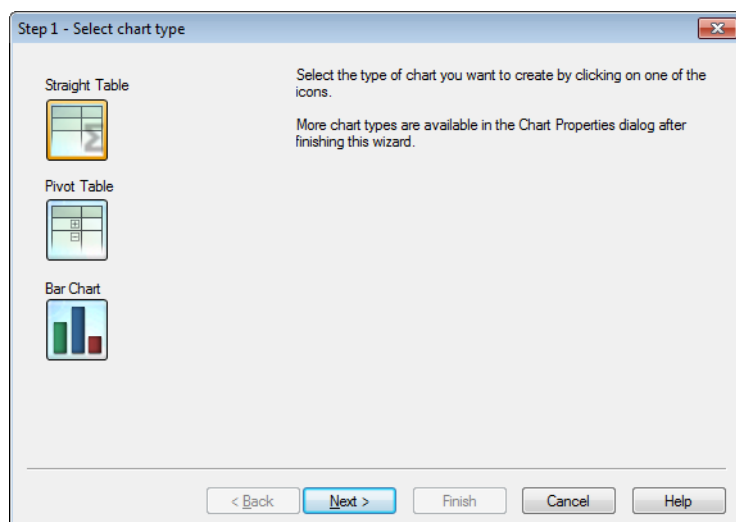 Step 1 - Select chart type
Straight Table
Select the type of chart you want to create by clicking on one of the
icons.
More chart types are available in the Chart Properties dialog after
finishing this wizard.
Pivot Table
Bar Chart
< Back
Next >
Finish
Cancel
Help